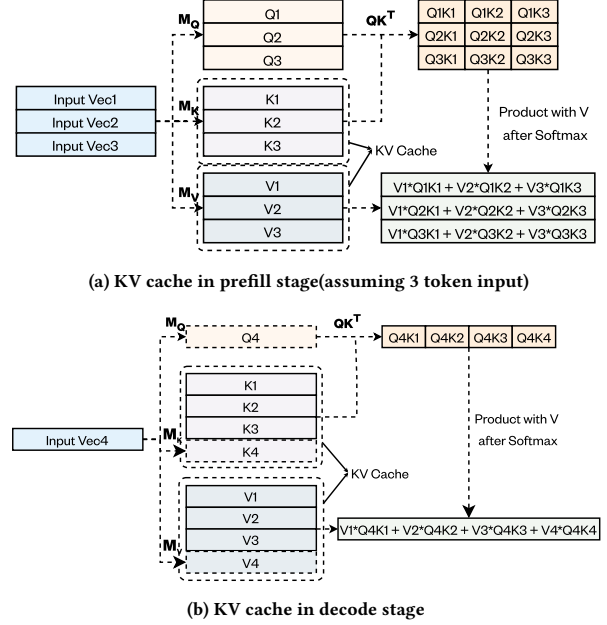 M_Q
Q1
Q2
Q3
QK^T
Q1K1 Q1K2 Q1K3
Q2K1 Q2K2 Q2K3
Q3K1 Q3K2 Q3K3
Input Vec1
Input Vec2
Input Vec3
M_K
K1
K2
K3
KV Cache
Product with V
after Softmax
M_V
V1
V2
V3
V1*Q1K1 + V2*Q1K2 + V3*Q1K3
V1*Q2K1 + V2*Q2K2 + V3*Q2K3
V1*Q3K1 + V2*Q3K2 + V3*Q3K3
(a) KV cache in prefill stage(assuming 3 token input)
M_Q
Q4
QK^T
Q4K1 Q4K2 Q4K3 Q4K4
Input Vec4
M_K
K1
K2
K3
K4
KV Cache
Product with V
after Softmax
M_V
V1
V2
V3
V4
V1*Q4K1 + V2*Q4K2 + V3*Q4K3 + V4*Q4K4
(b) KV cache in decode stage